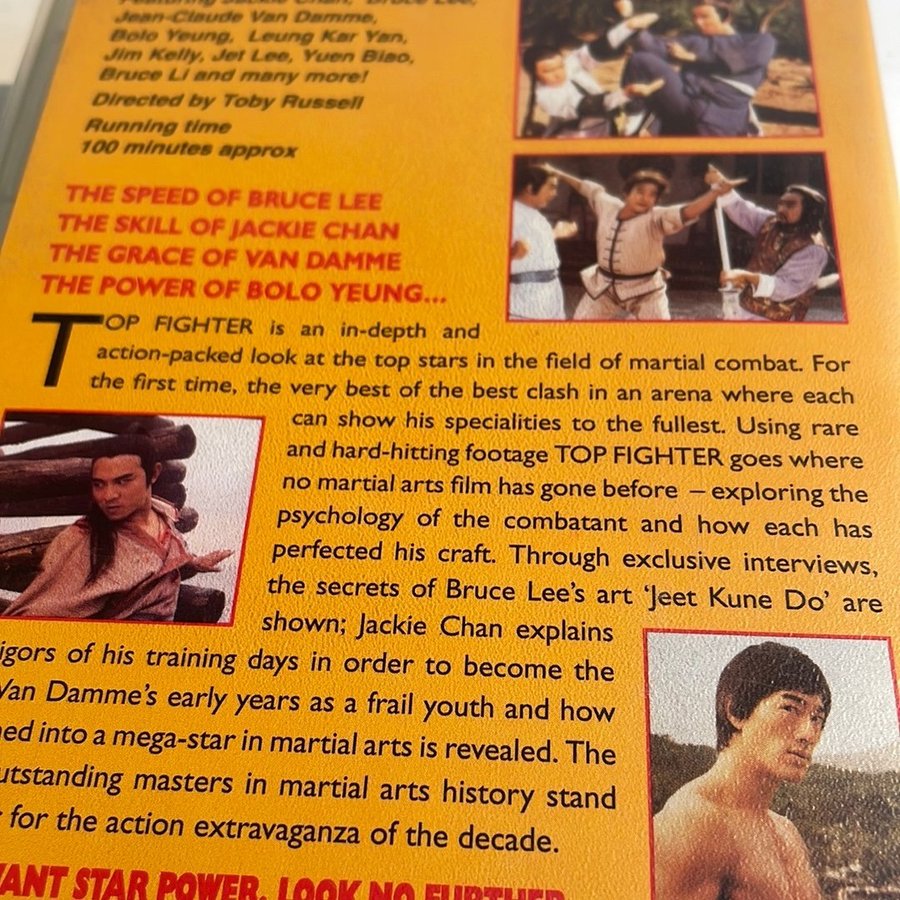 Featuring Jackie Chan, Bruce Lee,
Jean-Claude Van Damme,
Bolo Yeung, Leung Kar Yan,
Jim Kelly, Jet Lee, Yuen Biao,
Bruce Li and many more!
Directed by Toby Russell
Running time
100 minutes approx
THE SPEED OF BRUCE LEE
THE SKILL OF JACKIE CHAN
THE GRACE OF VAN DAMME
THE POWER OF BOLO YEUNG...
TOP FIGHTER is an in-depth and
action-packed look at the top stars in the field of martial combat. For
the first time, the very best of the best clash in an arena where each
can show his specialities to the fullest. Using rare
and hard-hitting footage TOP FIGHTER goes where
no martial arts film has gone before – exploring the
psychology of the combatant and how each has
perfected his craft. Through exclusive interviews,
the secrets of Bruce Lee's art 'Jeet Kune Do' are
shown; Jackie Chan explains
igors of his training days in order to become the
Van Damme's early years as a frail youth and how
ned into a mega-star in martial arts is revealed. The
utstanding masters in martial arts history stand
for the action extravaganza of the decade.
WANT STAR POWER, LOOK NO FURTHER